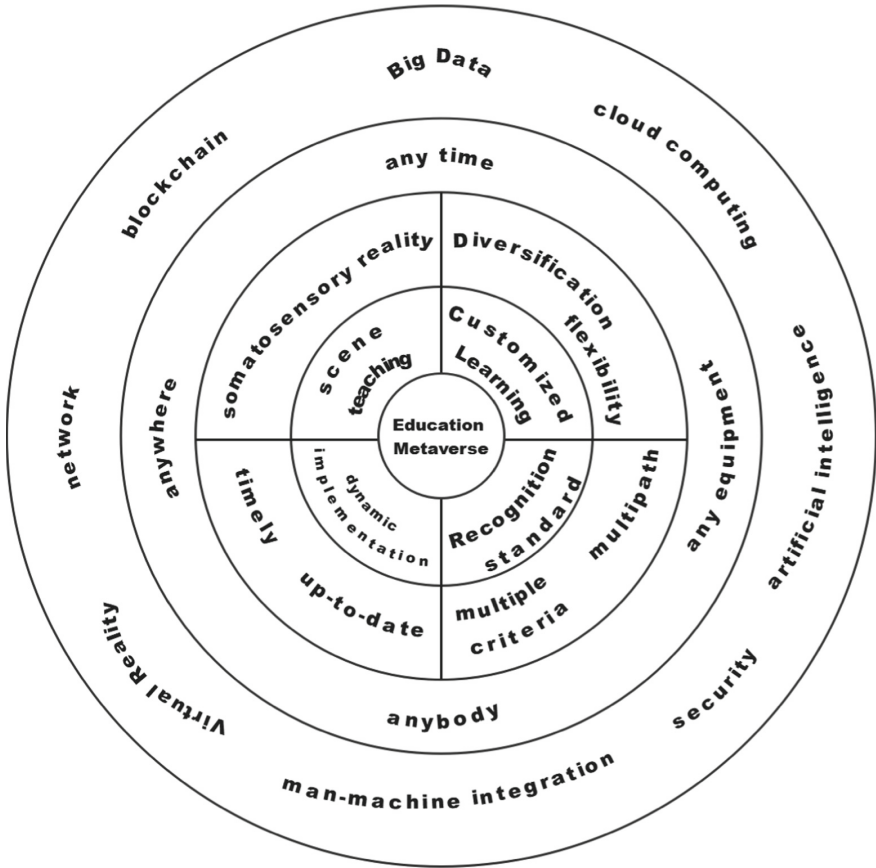 Big Data
cloud computing
artificial intelligence
security
man-machine integration
Virtual Reality
network
blockchain
any time
any equipment
anybody
anywhere
somatosensory reality
Diversification
flexibility
multipath
multiple
criteria
up-to-date
timely
scene
teaching
Customized
Learning
Recognition
standard
dynamic
implementation
Education
Metaverse